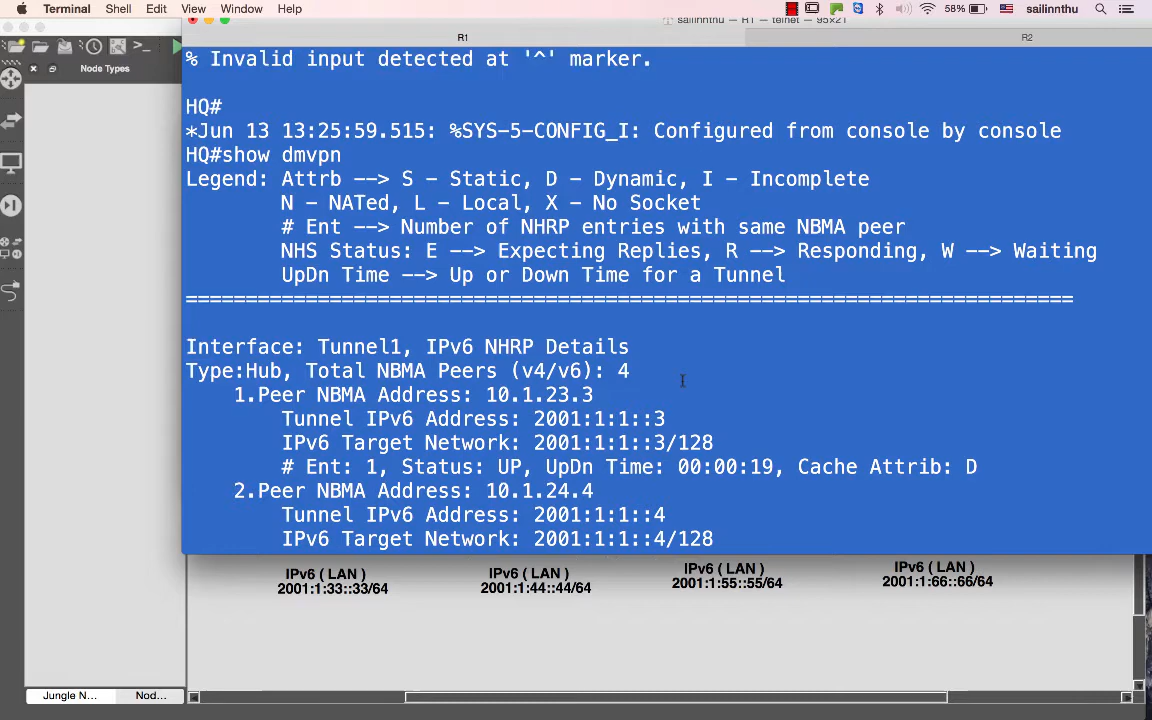 Terminal Shell Edit View Window Help
58% sailinnthu
sailinnthu — R1 — telnet — 95×21
R1 R2
Node Types
% Invalid input detected at '^' marker.
HQ#
*Jun 13 13:25:59.515: %SYS-5-CONFIG_I: Configured from console by console
HQ#show dmvpn
Legend: Attrb --> S - Static, D - Dynamic, I - Incomplete
N - NATed, L - Local, X - No Socket
# Ent --> Number of NHRP entries with same NBMA peer
NHS Status: E --> Expecting Replies, R --> Responding, W --> Waiting
UpDn Time --> Up or Down Time for a Tunnel
==========================================================================
Interface: Tunnel1, IPv6 NHRP Details
Type:Hub, Total NBMA Peers (v4/v6): 4
1.Peer NBMA Address: 10.1.23.3
Tunnel IPv6 Address: 2001:1:1::3
IPv6 Target Network: 2001:1:1::3/128
# Ent: 1, Status: UP, UpDn Time: 00:00:19, Cache Attrib: D
2.Peer NBMA Address: 10.1.24.4
Tunnel IPv6 Address: 2001:1:1::4
IPv6 Target Network: 2001:1:1::4/128
IPv6 ( LAN ) IPv6 ( LAN ) IPv6 ( LAN ) IPv6 ( LAN )
2001:1:33::33/64 2001:1:44::44/64 2001:1:55::55/64 2001:1:66::66/64
Jungle N... Nod...